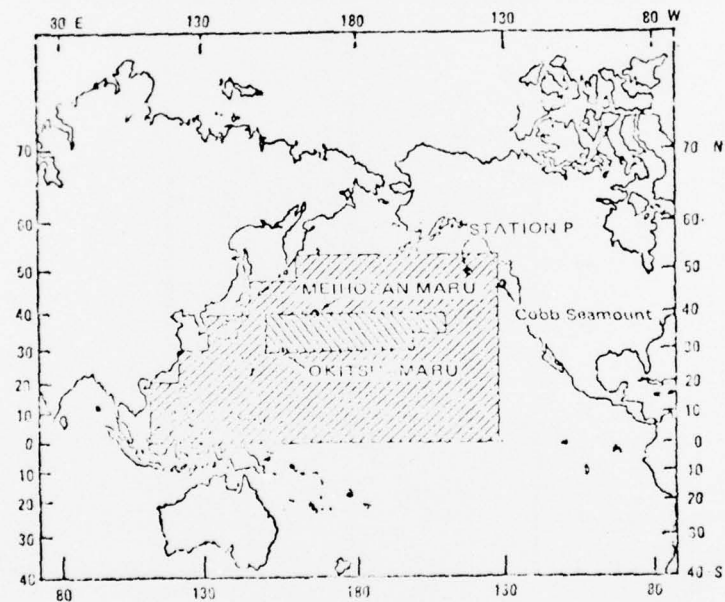 30 E 130 180 130 80 W
70 70 N
60 60
STATION P
50 50
MEIHOZAN MARU
40 Cobb Seamount 40
30 30
OKITSU MARU
20 20
10 10
0 0
10 10
20 20
30 30
40 40 S
80 130 180 130 80